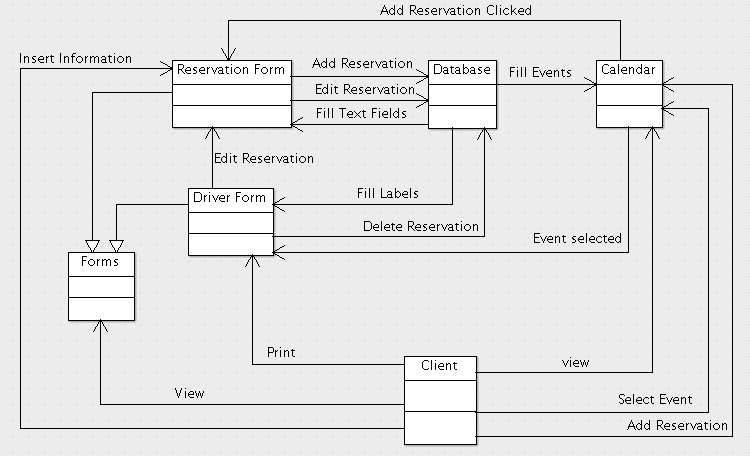 Add Reservation Clicked
Insert Information
Reservation Form
Add Reservation
Database
Fill Events
Calendar
Edit Reservation
Fill Text Fields
Edit Reservation
Driver Form
Fill Labels
Delete Reservation
Event selected
Forms
Print
Client
view
View
Select Event
Add Reservation